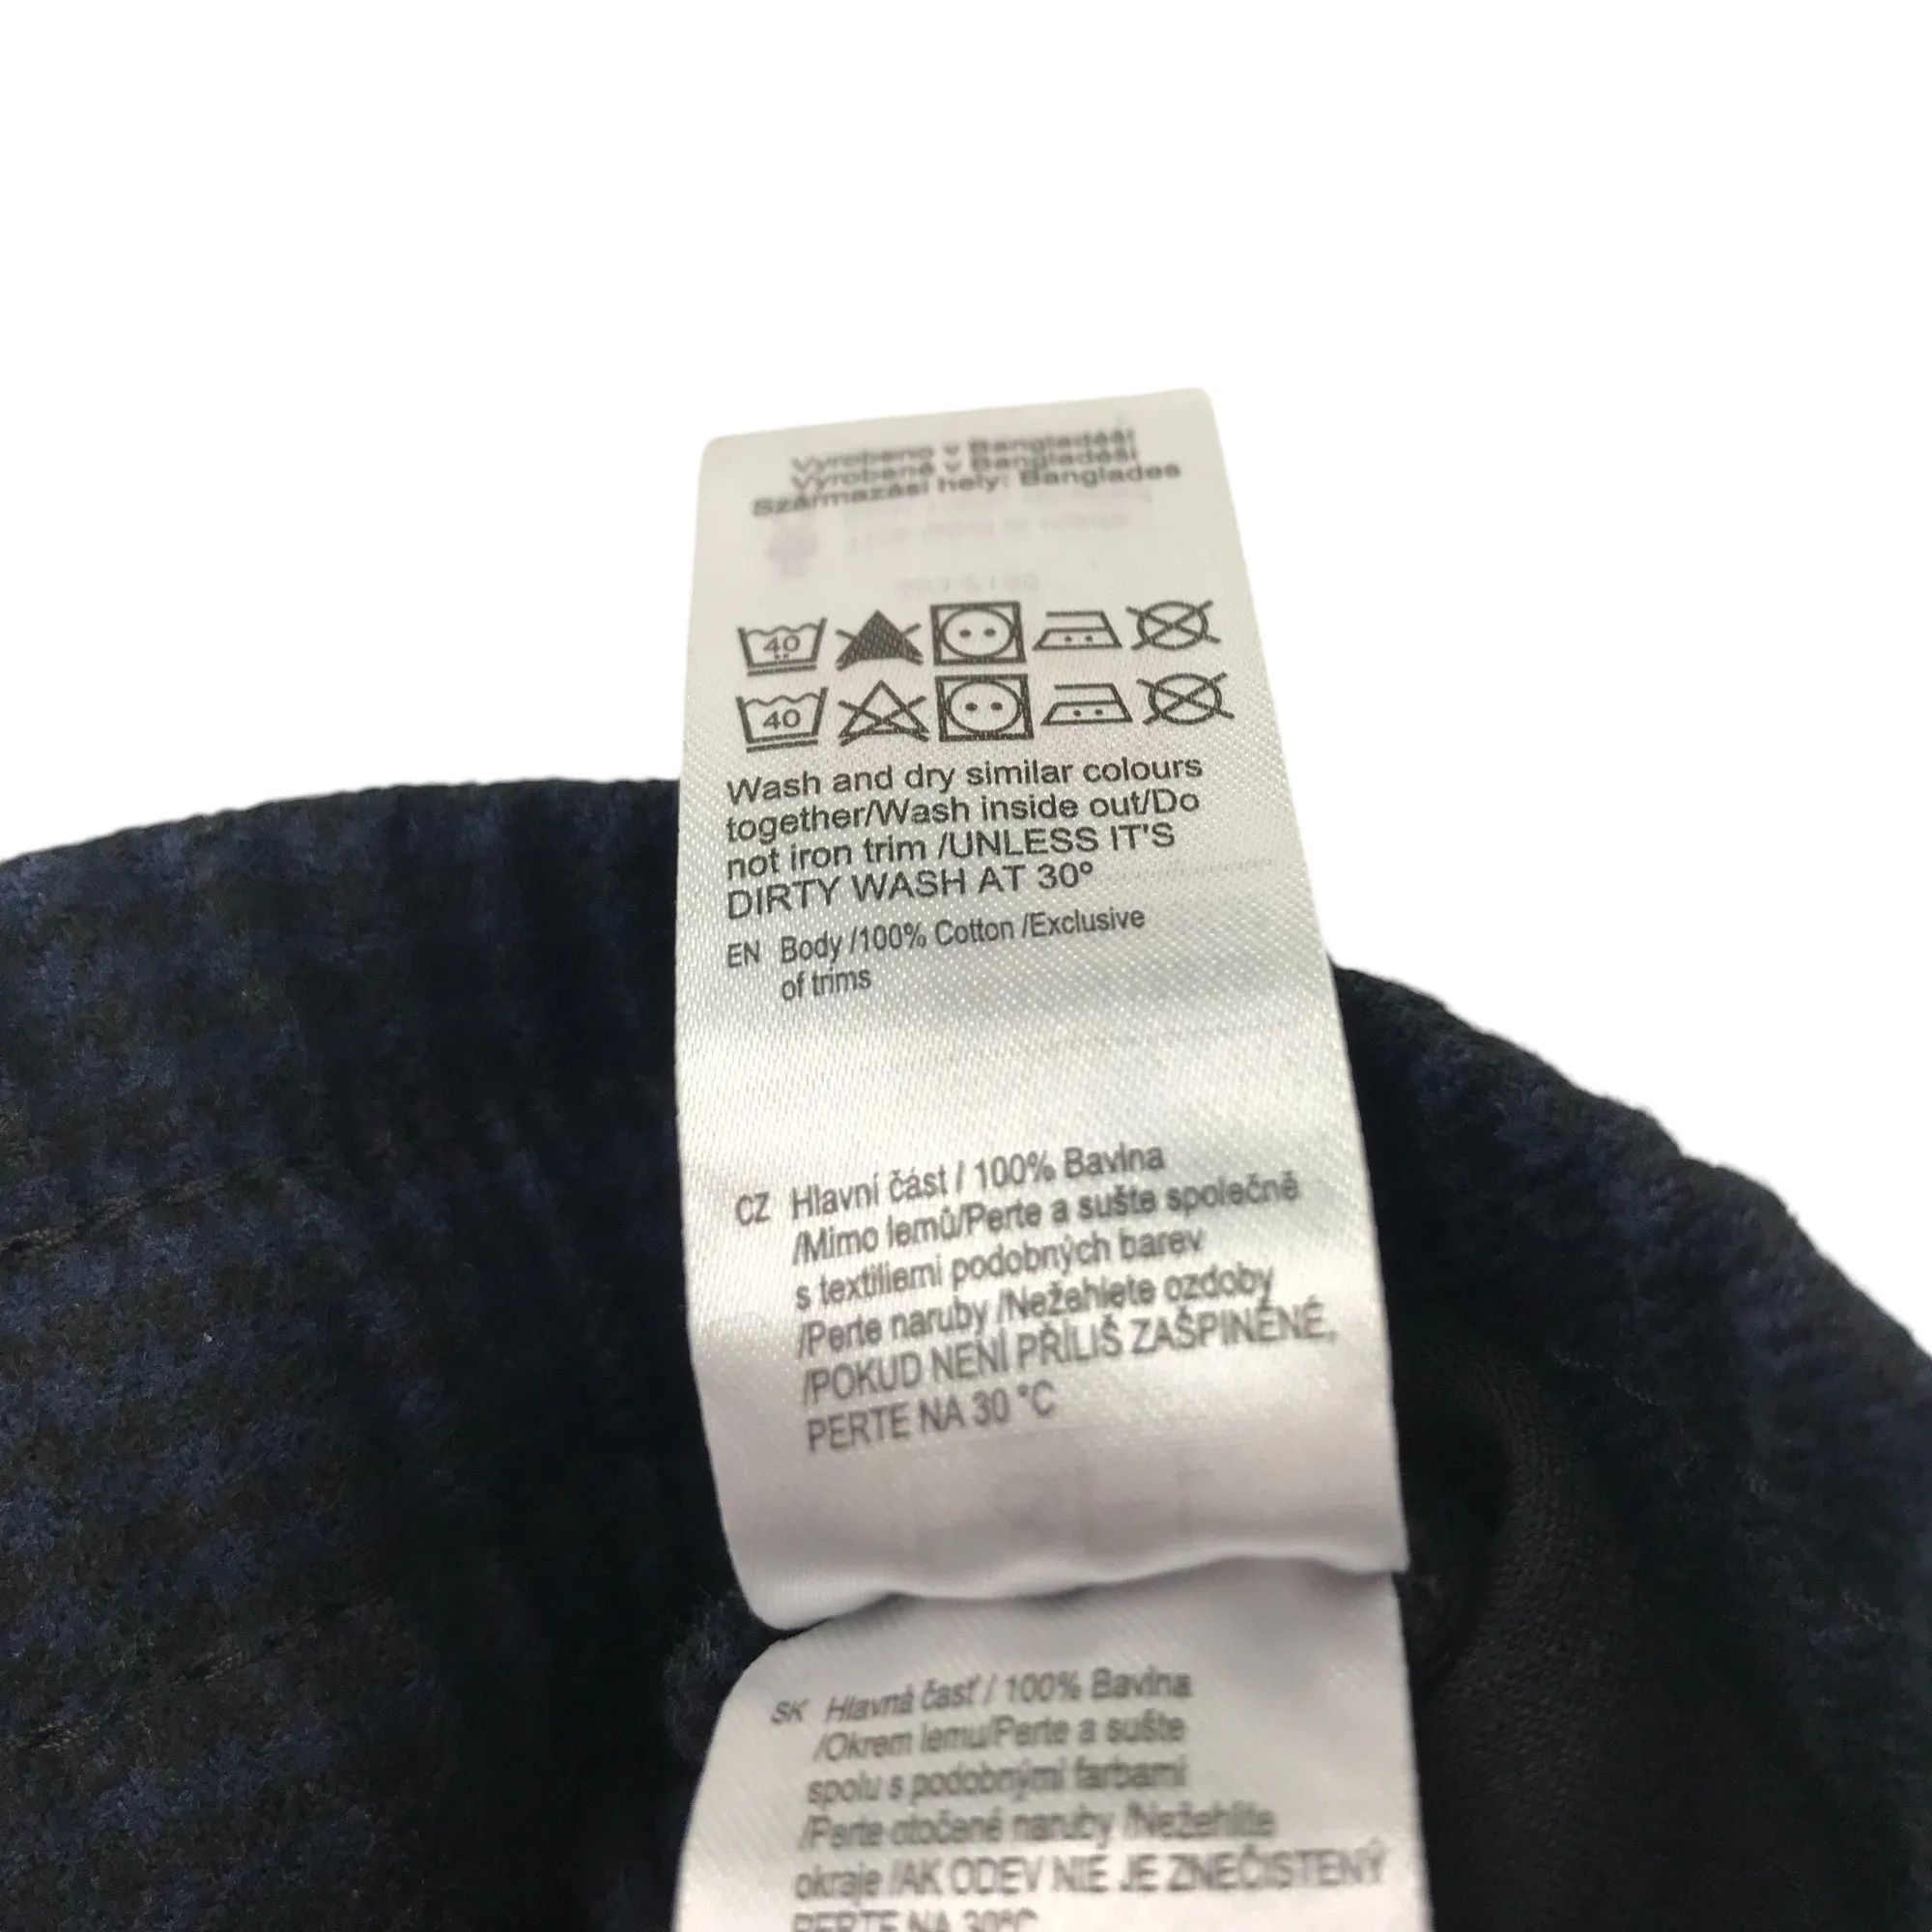 Vyrobeno v Bangladéši
Vyrobené v Bangladéši
Származási hely: Banglades
40
40
Wash and dry similar colours
together/Wash inside out/Do
not iron trim /UNLESS IT'S
DIRTY WASH AT 30º
EN Body /100% Cotton /Exclusive
of trims
CZ Hlavní část / 100% Bavlna
/Mimo lemů/Perte a sušte společně
s textiliemi podobných barev
/Perte naruby /Nežehlete ozdoby
/POKUD NENÍ PŘÍLIŠ ZAŠPINĚNÉ,
PERTE NA 30 °C
SK Hlavná časť / 100% Bavlna
/Okrem lemu/Perte a sušte
spolu s podobnými farbami
/Perte otočené naruby /Nežehlite
okraje /AK ODEV NIE JE ZNEČISTENÝ
PERTE NA 30°C